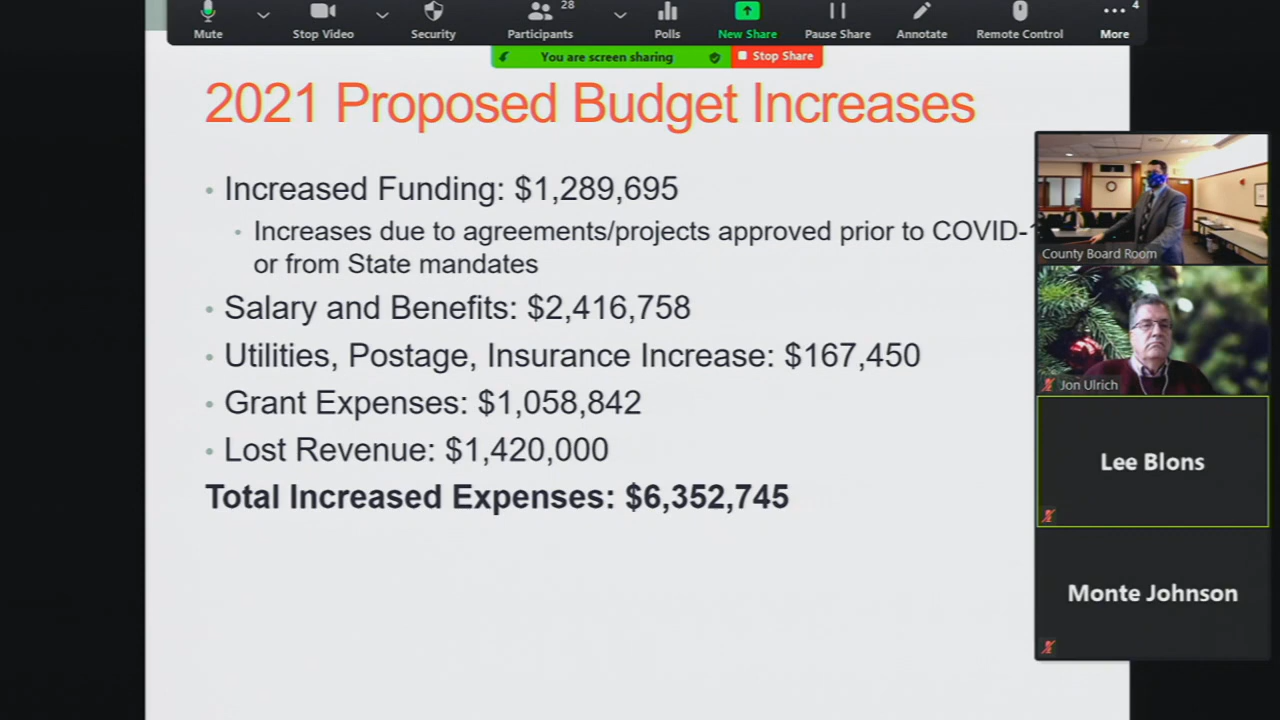 Mute
Stop Video
Security
28
Participants
Polls
New Share
Pause Share
Annotate
Remote Control
4
More
You are screen sharing
Stop Share
2021 Proposed Budget Increases
• Increased Funding: $1,289,695
• Increases due to agreements/projects approved prior to COVID-
or from State mandates
• Salary and Benefits: $2,416,758
• Utilities, Postage, Insurance Increase: $167,450
• Grant Expenses: $1,058,842
• Lost Revenue: $1,420,000
Total Increased Expenses: $6,352,745
County Board Room
Jon Ulrich
Lee Blons
Monte Johnson